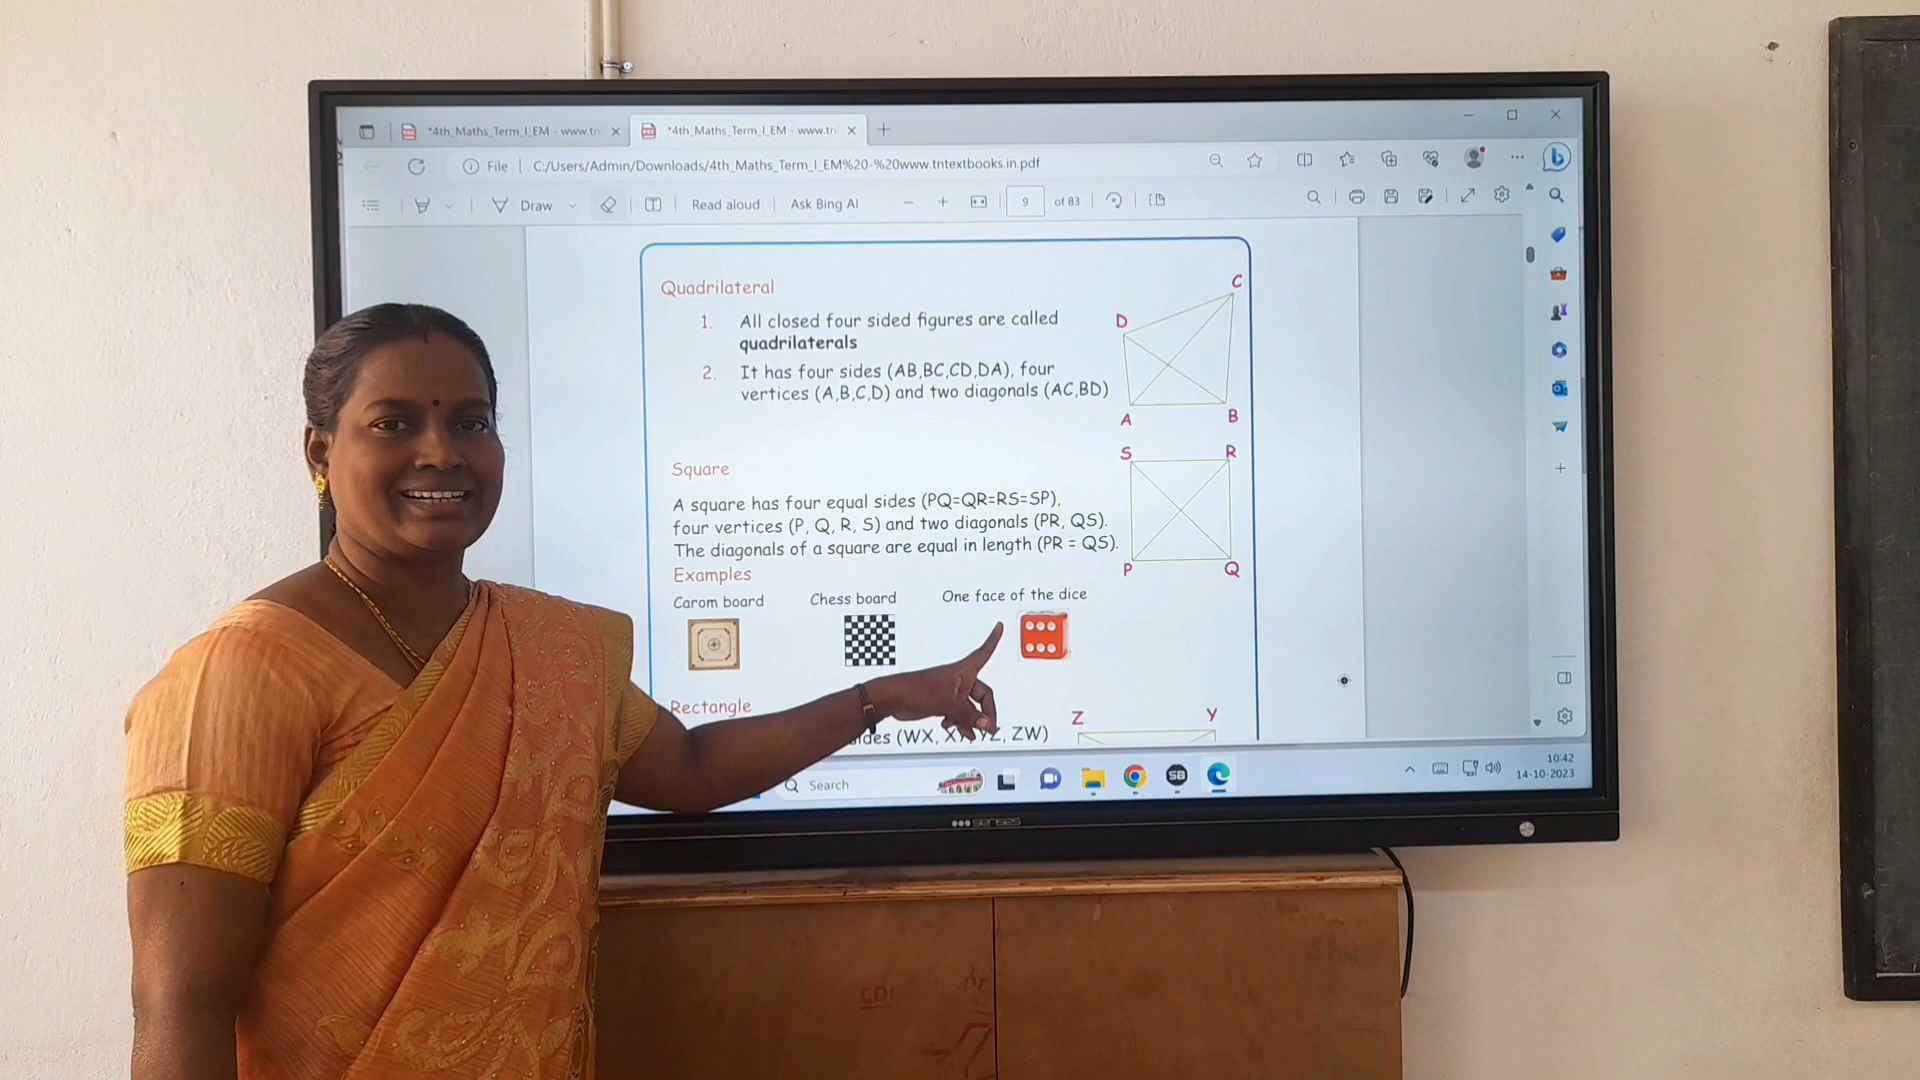 *4th_Maths_Term_I_EM - www.tn
*4th_Maths_Term_I_EM - www.tn
File
C:/Users/Admin/Downloads/4th_Maths_Term_I_EM%20-%20www.tntextbooks.in.pdf
Draw
Read aloud
Ask Bing AI
9
of 83
Quadrilateral
1. All closed four sided figures are called
quadrilaterals
2. It has four sides (AB,BC,CD,DA), four
vertices (A,B,C,D) and two diagonals (AC,BD)
C
D
A
B
Square
A square has four equal sides (PQ=QR=RS=SP),
four vertices (P, Q, R, S) and two diagonals (PR, QS).
The diagonals of a square are equal in length (PR = QS).
S
R
P
Q
Examples
Carom board
Chess board
One face of the dice
Rectangle
(WX, ZW)
Z
Y
Search
SB
10:42
14-10-2023
senses